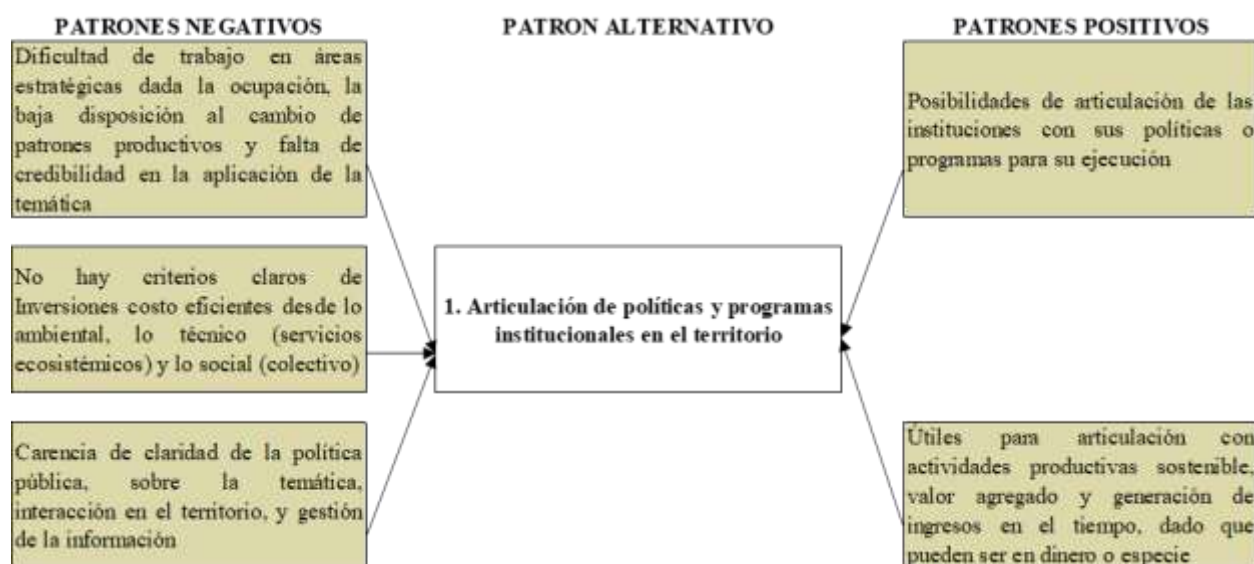 PATRONES NEGATIVOS
Dificultad de trabajo en áreas
estratégicas dada la ocupación, la
baja disposición al cambio de
patrones productivos y falta de
credibilidad en la aplicación de la
temática
No hay criterios claros de
Inversiones costo eficientes desde lo
ambiental, lo técnico (servicios
ecosistémicos) y lo social (colectivo)
Carencia de claridad de la política
pública, sobre la temática,
interacción en el territorio, y gestión
de la información
PATRON ALTERNATIVO
1. Articulación de políticas y programas
institucionales en el territorio
PATRONES POSITIVOS
Posibilidades de articulación de las
instituciones con sus políticas o
programas para su ejecución
Útiles para articulación con
actividades productivas sostenible,
valor agregado y generación de
ingresos en el tiempo, dado que
pueden ser en dinero o especie